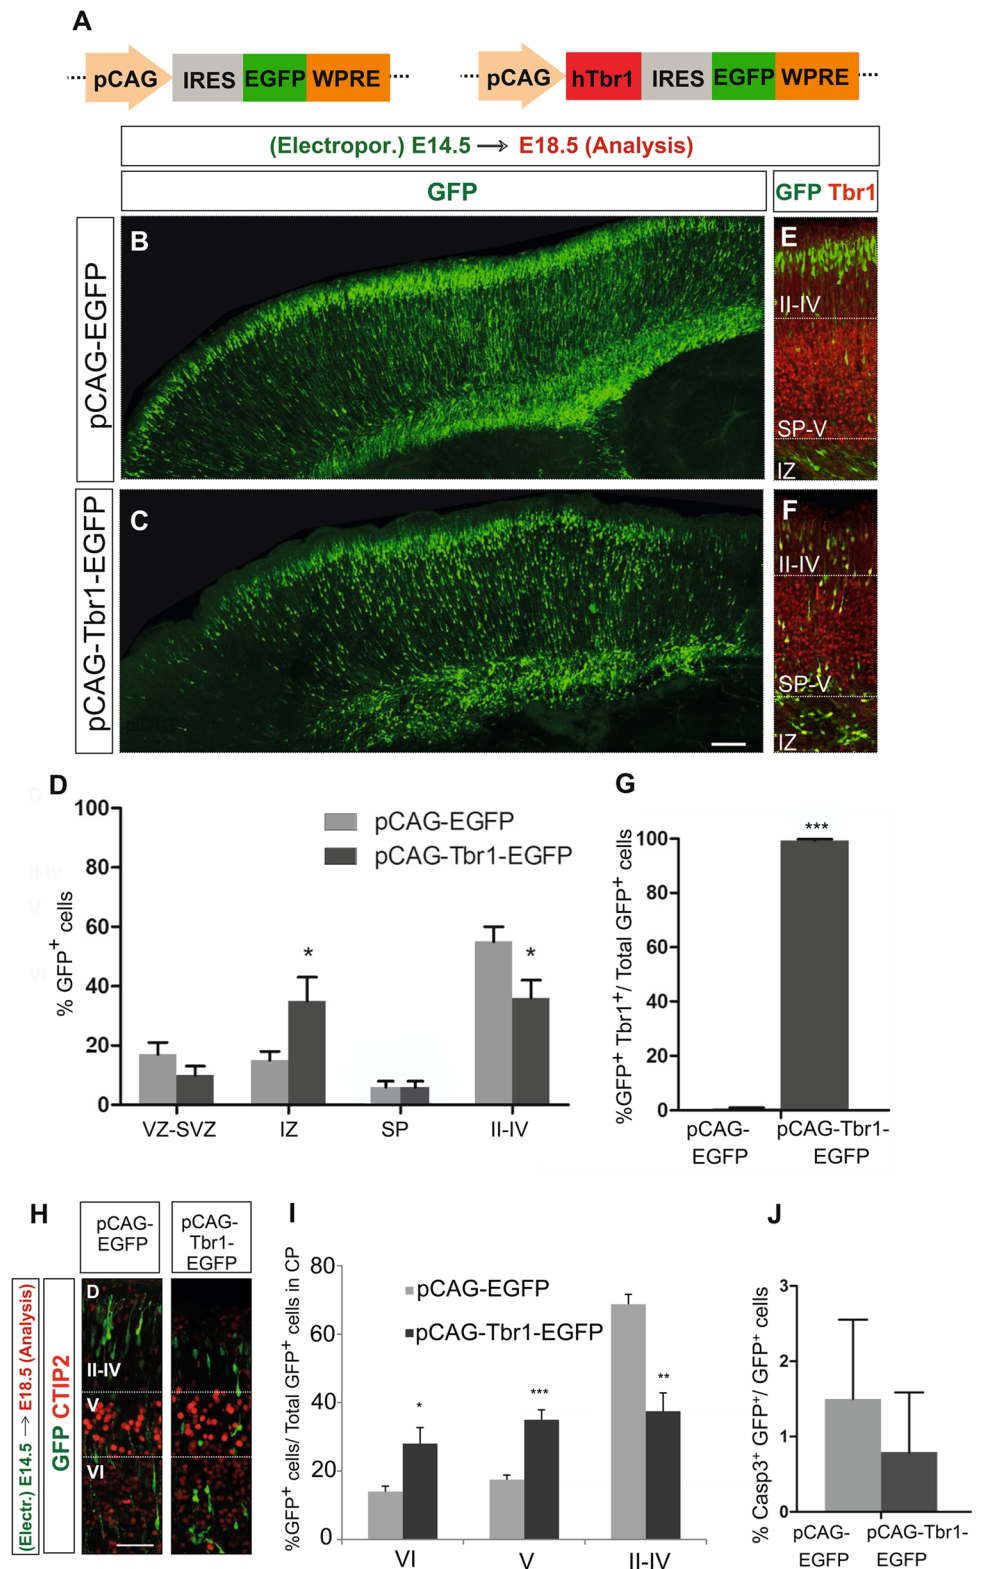 A
pCAG IRES EGFP WPRE
pCAG hTbr1 IRES EGFP WPRE
(Electropor.) E14.5 → E18.5 (Analysis)
GFP
GFP Tbr1
pCAG-EGFP
B
E
II-IV
SP-V
IZ
pCAG-Tbr1-EGFP
C
F
II-IV
SP-V
IZ
D
% GFP+ cells
100
80
60
40
20
0
pCAG-EGFP
pCAG-Tbr1-EGFP
*
*
VZ-SVZ IZ SP II-IV
G
%GFP+ Tbr1+/ Total GFP+ cells
100
80
60
40
20
0
***
pCAG-
EGFP
pCAG-Tbr1-
EGFP
H
pCAG-
EGFP
pCAG-
Tbr1-
EGFP
(Electr.) E14.5 → E18.5 (Analysis)
GFP CTIP2
D
II-IV
V
VI
I
%GFP+ cells/ Total GFP+ cells in CP
80
60
40
20
0
pCAG-EGFP
pCAG-Tbr1-EGFP
*
***
**
VI V II-IV
J
% Casp3+ GFP+/ GFP+ cells
3
2
1
0
pCAG-
EGFP
pCAG-Tbr1-
EGFP